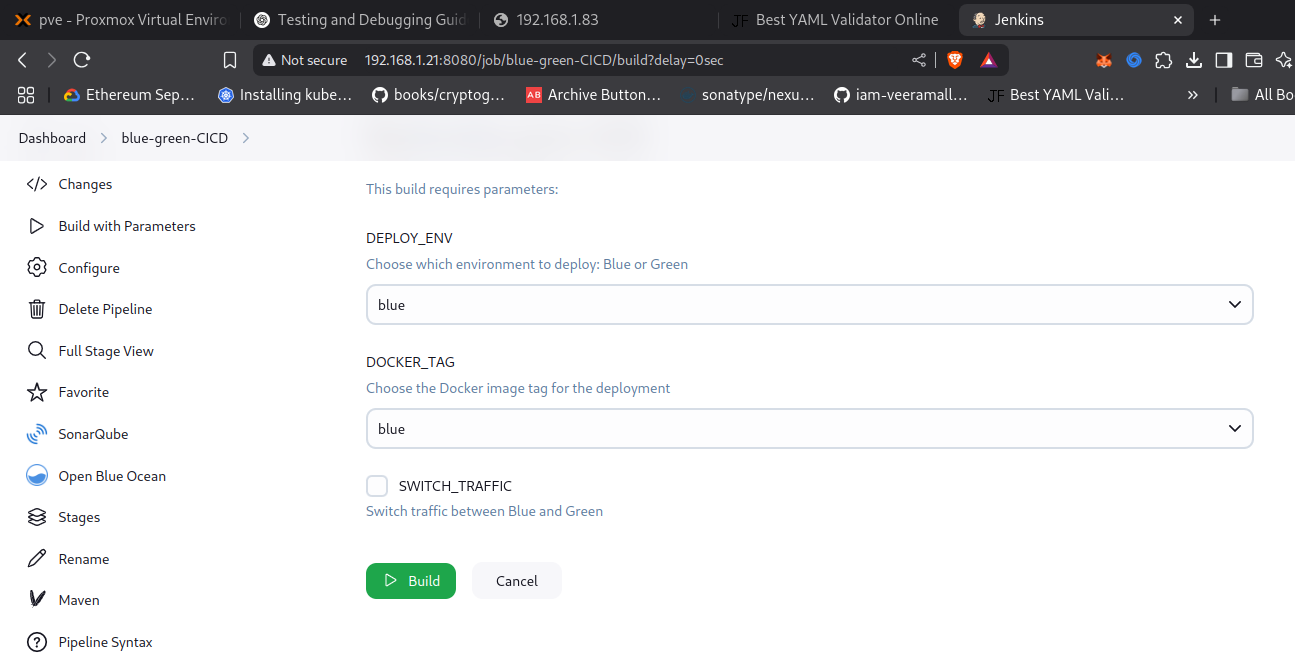 pve - Proxmox Virtual Enviro
Testing and Debugging Guid
192.168.1.83
JF Best YAML Validator Online
Jenkins
Not secure 192.168.1.21:8080/job/blue-green-CICD/build?delay=0sec
Ethereum Sep...
Installing kube...
books/cryptog...
AB Archive Button...
sonatype/nexu...
iam-veeramall...
JF Best YAML Vali...
All Bo
Dashboard
blue-green-CICD
Changes
Build with Parameters
Configure
Delete Pipeline
Full Stage View
Favorite
SonarQube
Open Blue Ocean
Stages
Rename
Maven
Pipeline Syntax
This build requires parameters:
DEPLOY_ENV
Choose which environment to deploy: Blue or Green
blue
DOCKER_TAG
Choose the Docker image tag for the deployment
blue
SWITCH_TRAFFIC
Switch traffic between Blue and Green
Build
Cancel